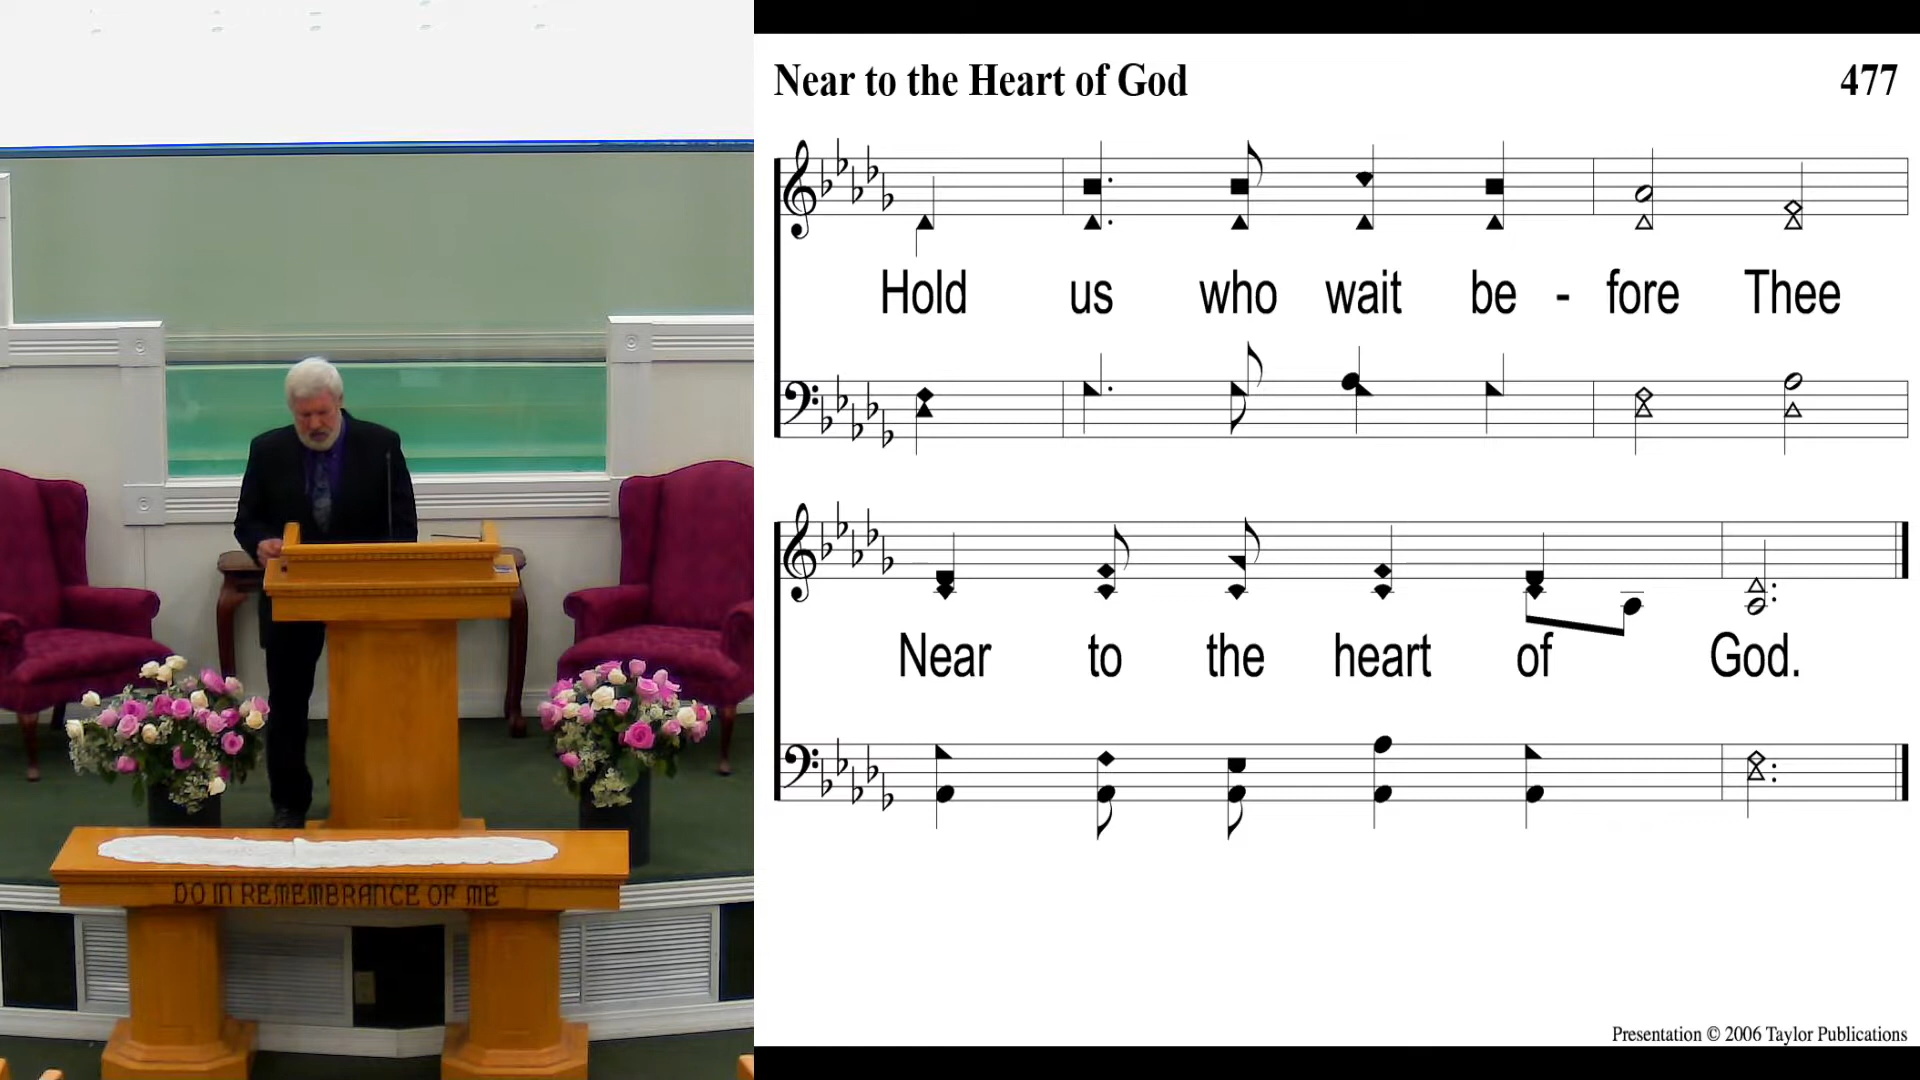 Near to the Heart of God 477
Hold us who wait be - fore Thee
Near to the heart of God.
Presentation © 2006 Taylor Publications
DO IN REMEMBRANCE OF ME